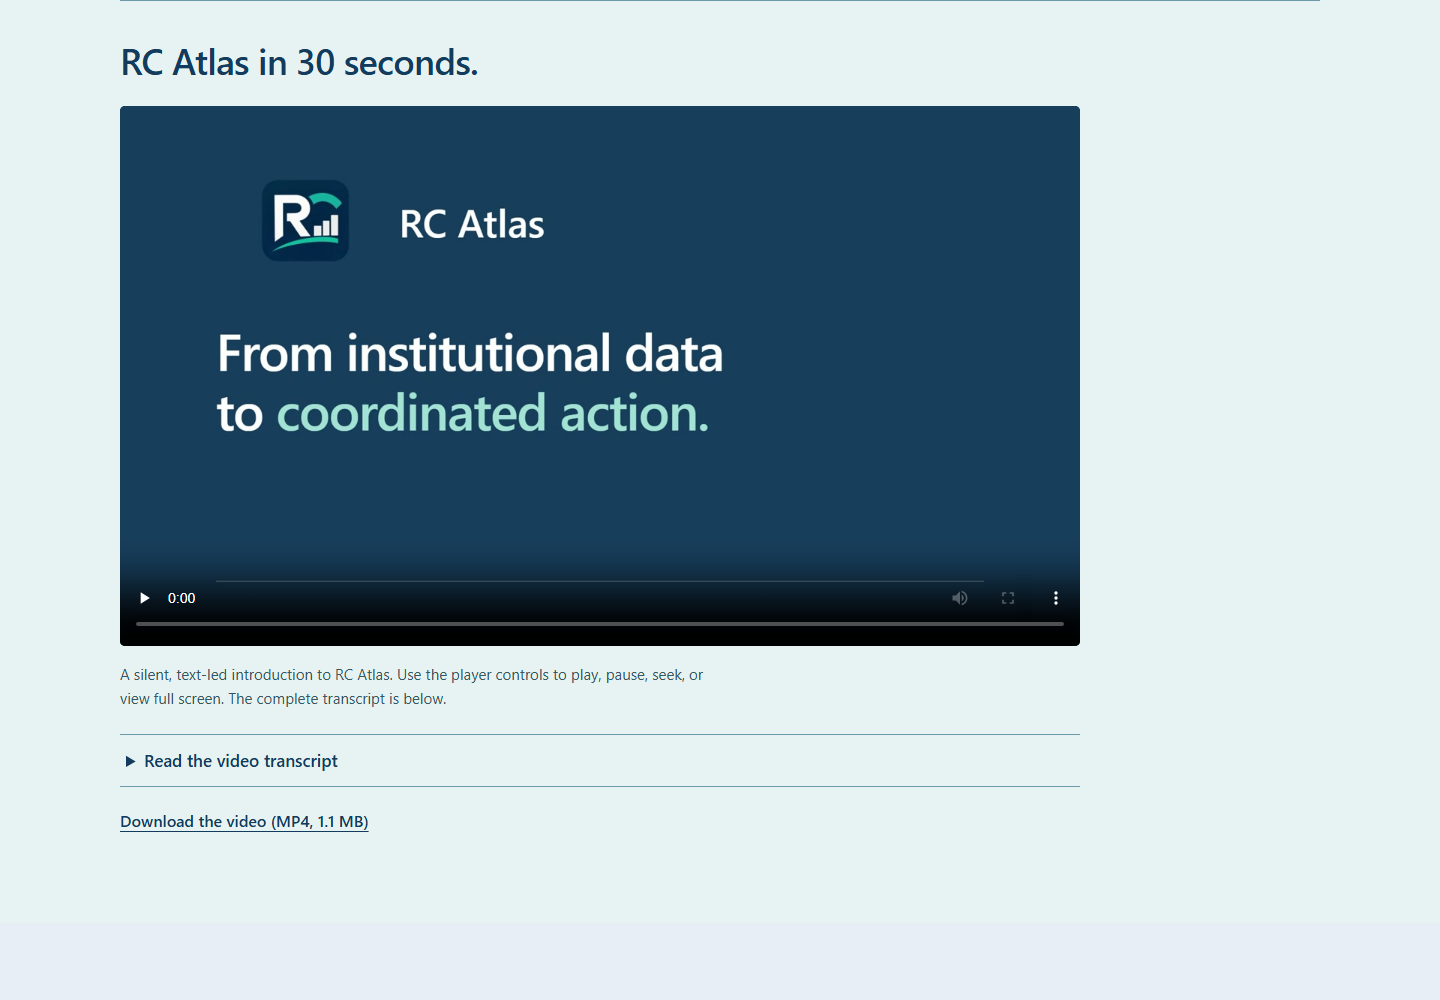 RC Atlas in 30 seconds.
RC
RC Atlas
From institutional data
to coordinated action.
0:00
A silent, text-led introduction to RC Atlas. Use the player controls to play, pause, seek, or
view full screen. The complete transcript is below.
Read the video transcript
Download the video (MP4, 1.1 MB)